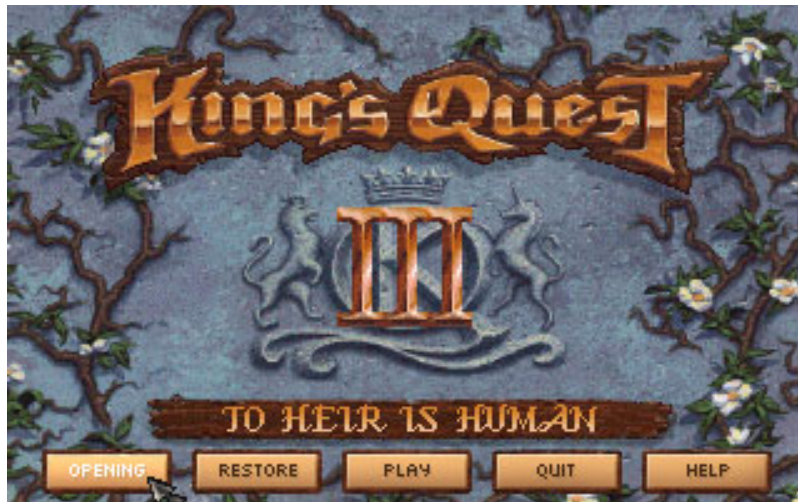 King's Quest
III
TO HEIR IS HUMAN
OPENING RESTORE PLAY QUIT HELP